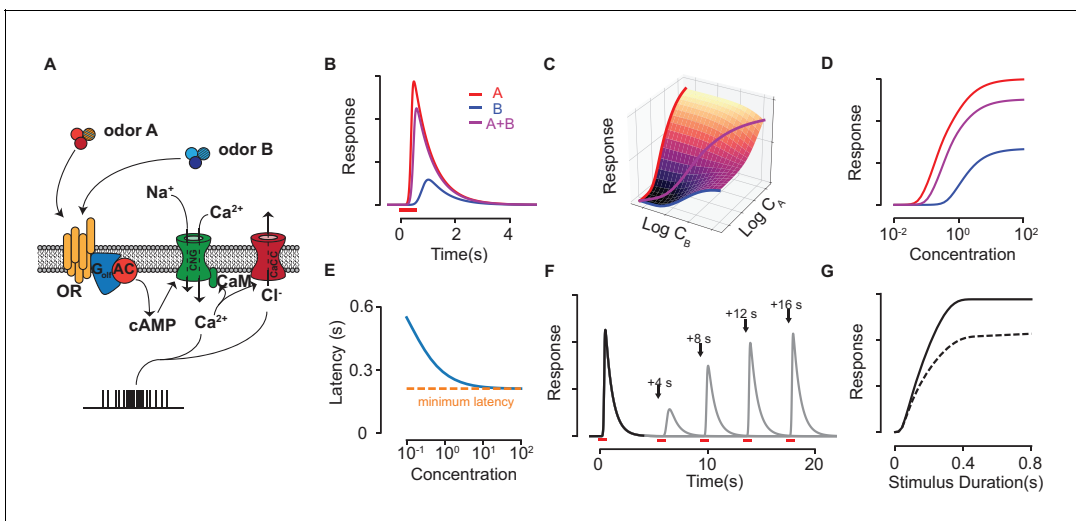 A
odor A
odor B
Na⁺
Ca²⁺
CNG
CaCC
G_olf
AC
CaM
OR
Cl⁻
cAMP
Ca²⁺
B
Response
A
B
A+B
0
2
4
Time(s)
C
Response
Log C_B
Log C_A
D
Response
10⁻²
10⁰
10²
Concentration
E
Latency (s)
0.6
0.3
0
minimum latency
10⁻¹
10⁰
10¹
10²
Concentration
F
Response
+4 s
+8 s
+12 s
+16 s
0
10
20
Time(s)
G
Response
0
0.4
0.8
Stimulus Duration(s)